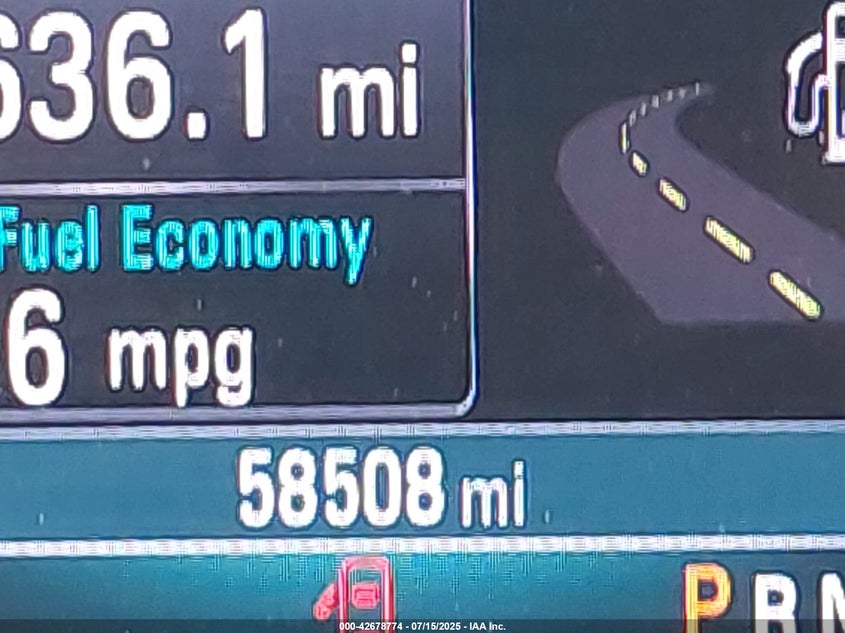 636.1 mi
Fuel Economy
6 mpg
58508 mi
P R N
000-42678774 - 07/15/2025 - IAA Inc.